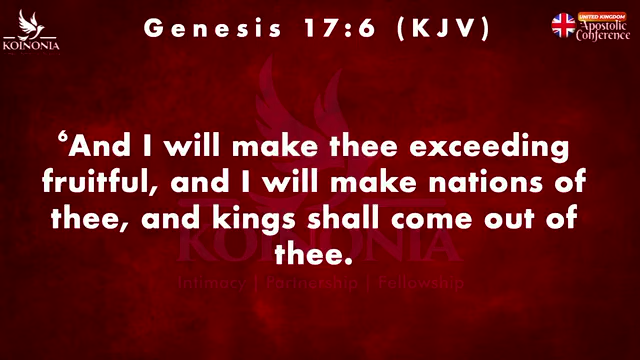 KOINONIA
Genesis 17:6 (KJV)
UNITED KINGDOM
Apostolic
Conference
⁶And I will make thee exceeding
fruitful, and I will make nations of
thee, and kings shall come out of
thee.
KOINONIA
Intimacy | Partnership | Fellowship